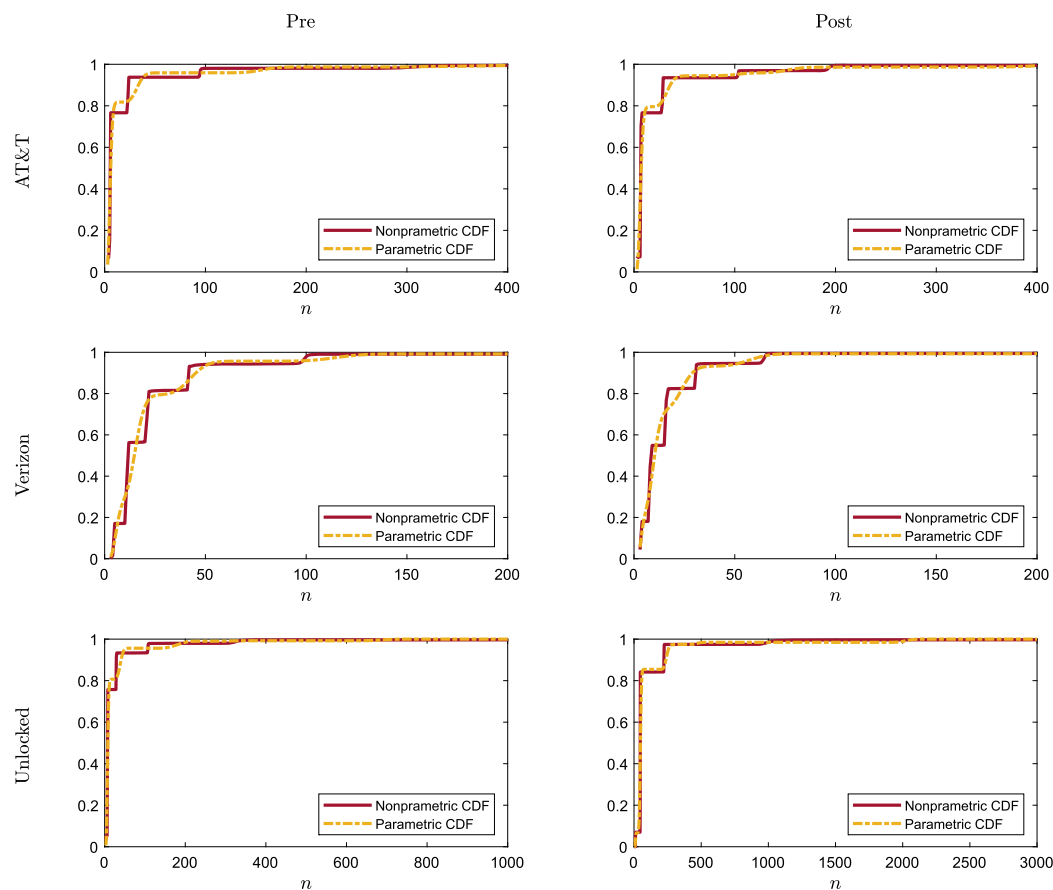 Pre
Post
AT&T
1
0.8
0.6
0.4
0.2
0
Nonprametric CDF
Parametric CDF
0 100 200 300 400
n
1
0.8
0.6
0.4
0.2
0
Nonprametric CDF
Parametric CDF
0 100 200 300 400
n
Verizon
1
0.8
0.6
0.4
0.2
0
Nonprametric CDF
Parametric CDF
0 50 100 150 200
n
1
0.8
0.6
0.4
0.2
0
Nonprametric CDF
Parametric CDF
0 50 100 150 200
n
Unlocked
1
0.8
0.6
0.4
0.2
0
Nonprametric CDF
Parametric CDF
0 200 400 600 800 1000
n
1
0.8
0.6
0.4
0.2
0
Nonprametric CDF
Parametric CDF
0 500 1000 1500 2000 2500 3000
n